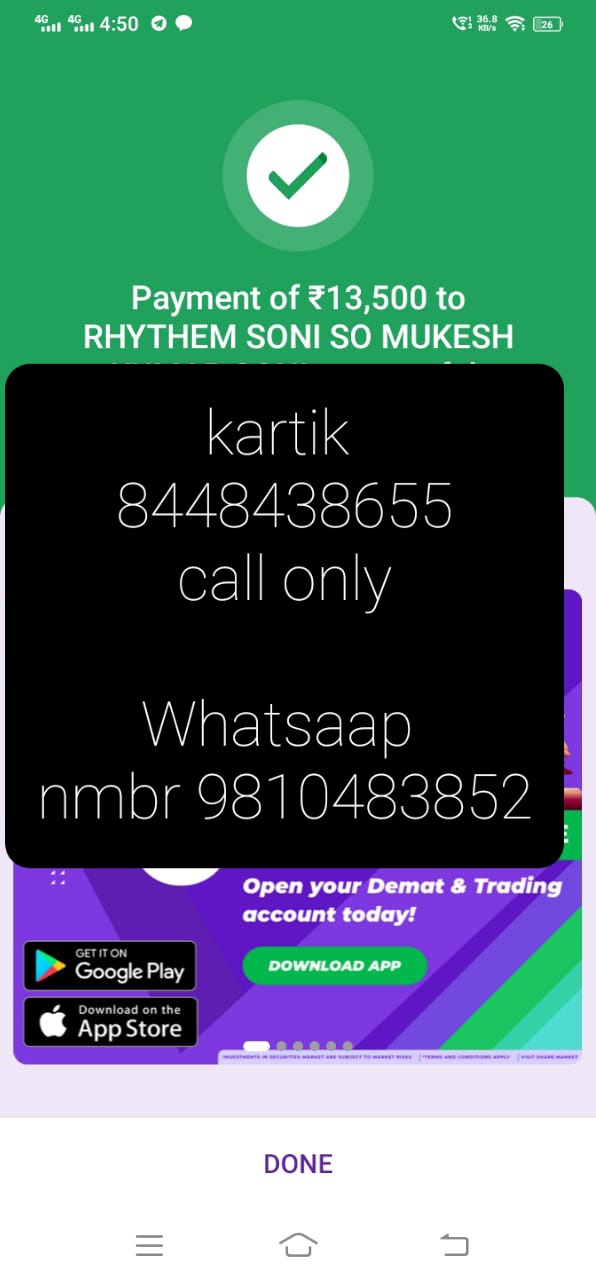 4G 4G 4:50 36.8 KB/s 26
Payment of ₹13,500 to
RHYTHEM SONI SO MUKESH
kartik
8448438655
call only
Whatsaap
nmbr 9810483852
Open your Demat & Trading
account today!
DOWNLOAD APP
GET IT ON
Google Play
Download on the
App Store
INVESTMENTS IN SECURITIES MARKET ARE SUBJECT TO MARKET RISKS | *TERMS AND CONDITIONS APPLY | VISIT SHARE.MARKET
DONE